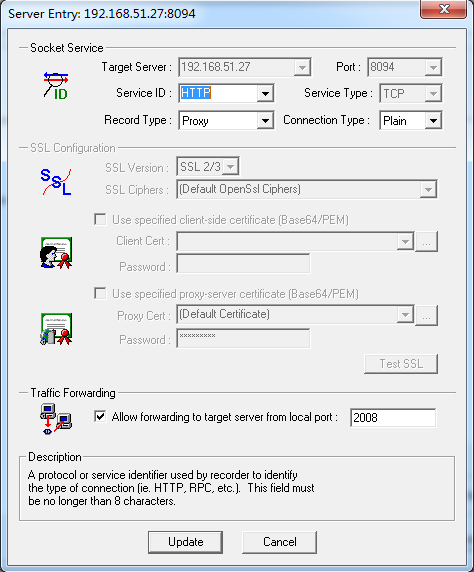 Server Entry: 192.168.51.27:8094
Socket Service
Target Server : 192.168.51.27 Port : 8094
Service ID : HTTP Service Type : TCP
Record Type : Proxy Connection Type : Plain
SSL Configuration
SSL
SSL Version : SSL 2/3
SSL Ciphers : (Default OpenSsl Ciphers)
Use specified client-side certificate (Base64/PEM)
Client Cert : ...
Password :
Use specified proxy-server certificate (Base64/PEM)
Proxy Cert : (Default Certificate) ...
Password : *********
Test SSL
Traffic Forwarding
Allow forwarding to target server from local port : 2008
Description
A protocol or service identifier used by recorder to identify
the type of connection (ie. HTTP, RPC, etc.). This field must
be no longer than 8 characters.
Update Cancel
ID